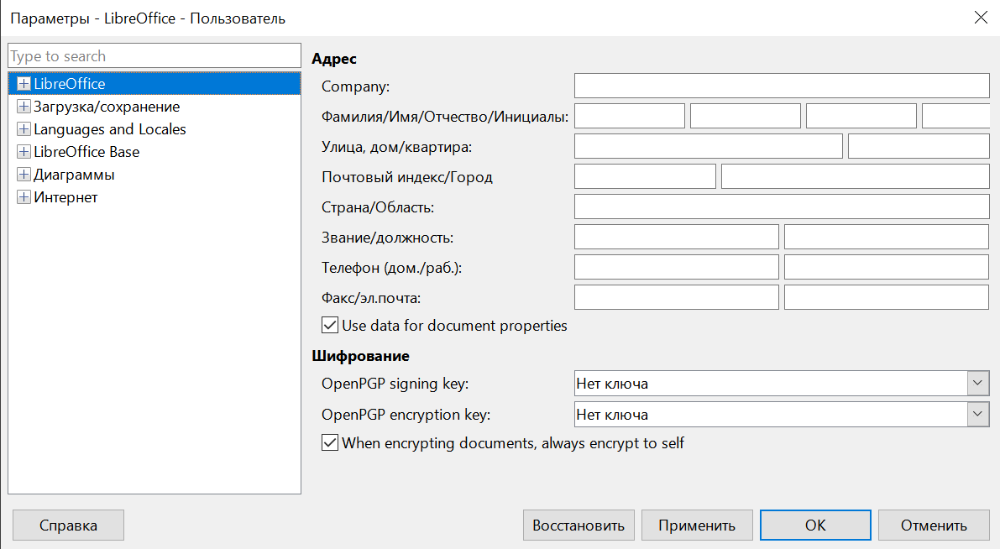 Параметры - LibreOffice - Пользователь
Type to search
LibreOffice
Загрузка/сохранение
Languages and Locales
LibreOffice Base
Диаграммы
Интернет
Адрес
Company:
Фамилия/Имя/Отчество/Инициалы:
Улица, дом/квартира:
Почтовый индекс/Город
Страна/Область:
Звание/должность:
Телефон (дом./раб.):
Факс/эл.почта:
Use data for document properties
Шифрование
OpenPGP signing key: Нет ключа
OpenPGP encryption key: Нет ключа
When encrypting documents, always encrypt to self
Справка Восстановить Применить OK Отменить